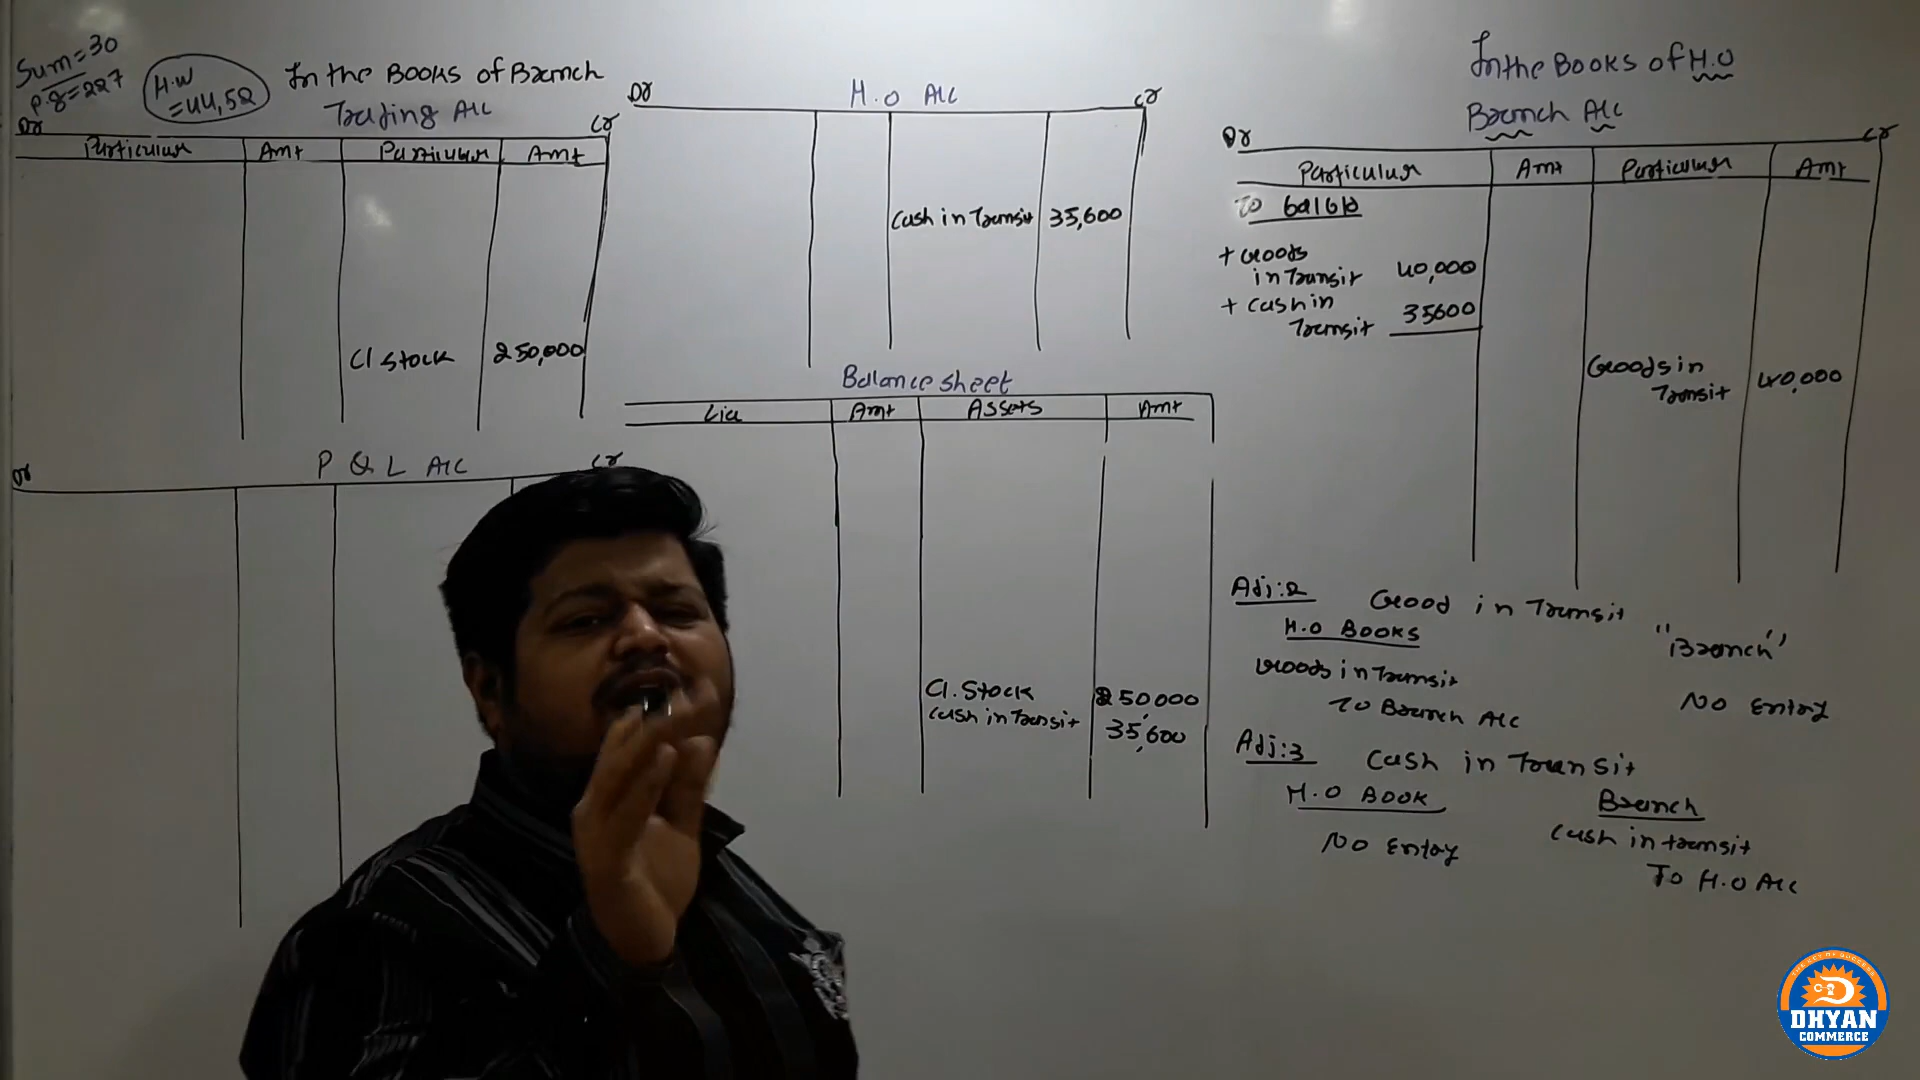 Sum = 30
P.g = 227
H.W
= 44,52
In the Books of Branch
Trading A/c
Dr
Cr
Particular Amt Particular Amt
Cl stock 250,000
P & L A/c
Dr
Cr
H.O A/c
Dr
Cr
Cash in Transit 35,600
Balance sheet
Lia Amt Assets Amt
Cl. Stock 250000
Cash in Transit 35,600
In the Books of H.O
Branch A/c
Dr
Cr
Particular Amt Particular Amt
To bal b/d
+ Goods
in Transit 40,000
+ Cash in
Transit 35600
Goods in
Transit 40,000
Adj:2 Good in Transit
H.O Books
"Branch"
Goods in Transit
To Branch A/c
No Entry
Adj:3 Cash in Transit
H.O Book
Branch
No Entry
Cash in transit
To H.O A/c
DHYAN
COMMERCE